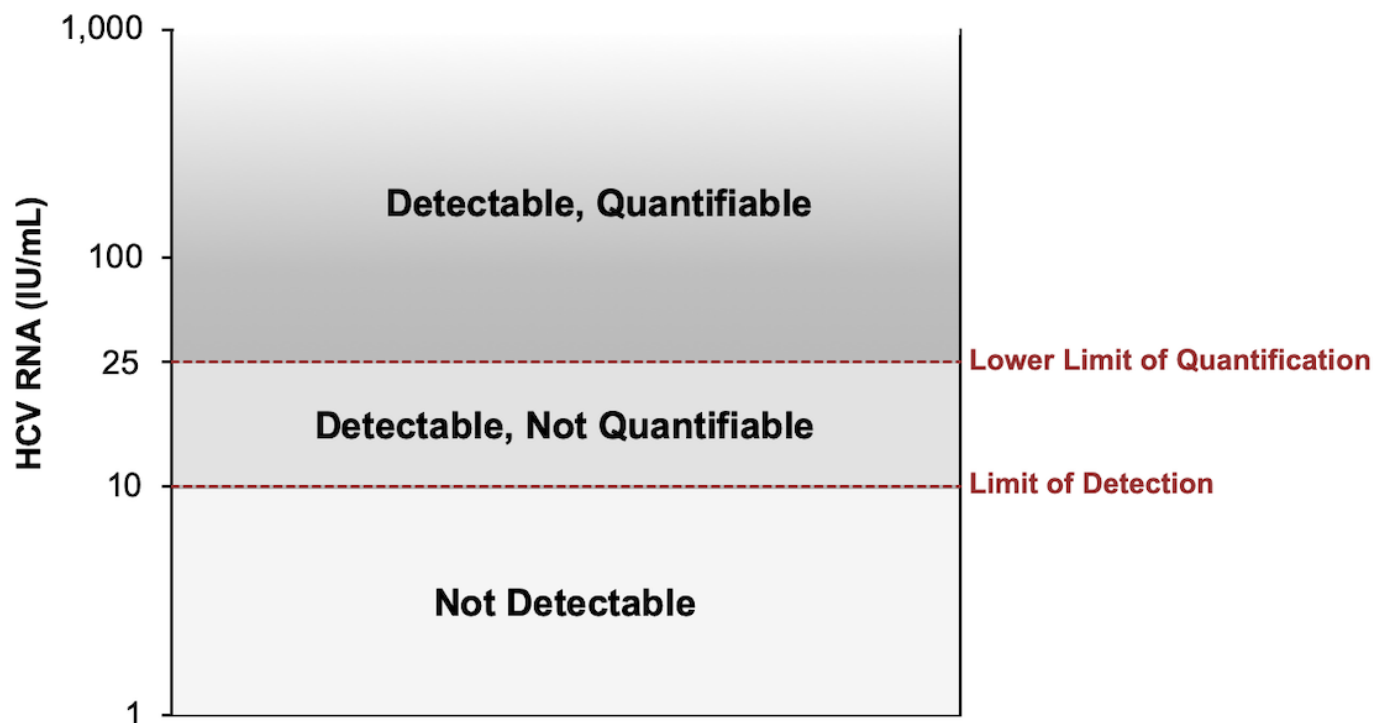 1,000
Detectable, Quantifiable
HCV RNA (IU/mL)
100
25
Lower Limit of Quantification
Detectable, Not Quantifiable
10
Limit of Detection
Not Detectable
1